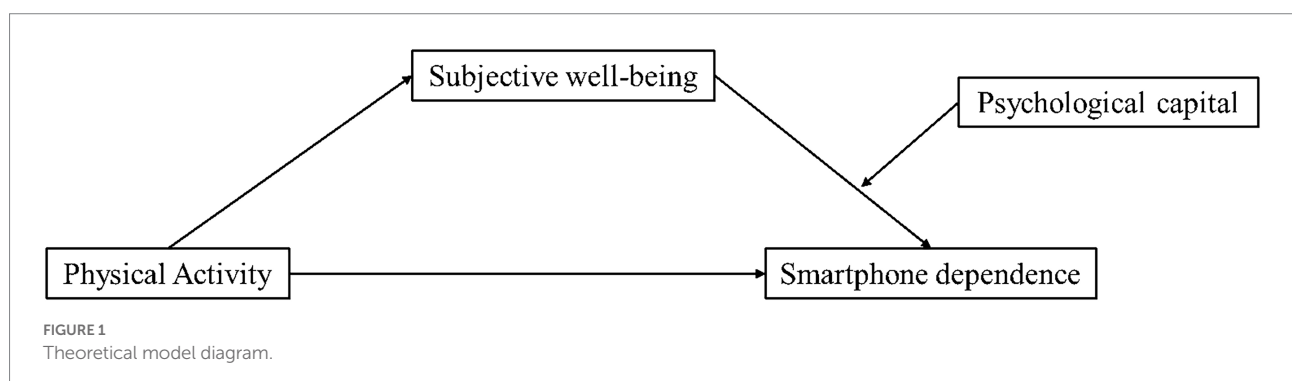 Subjective well-being
Psychological capital
Physical Activity
Smartphone dependence
FIGURE 1
Theoretical model diagram.